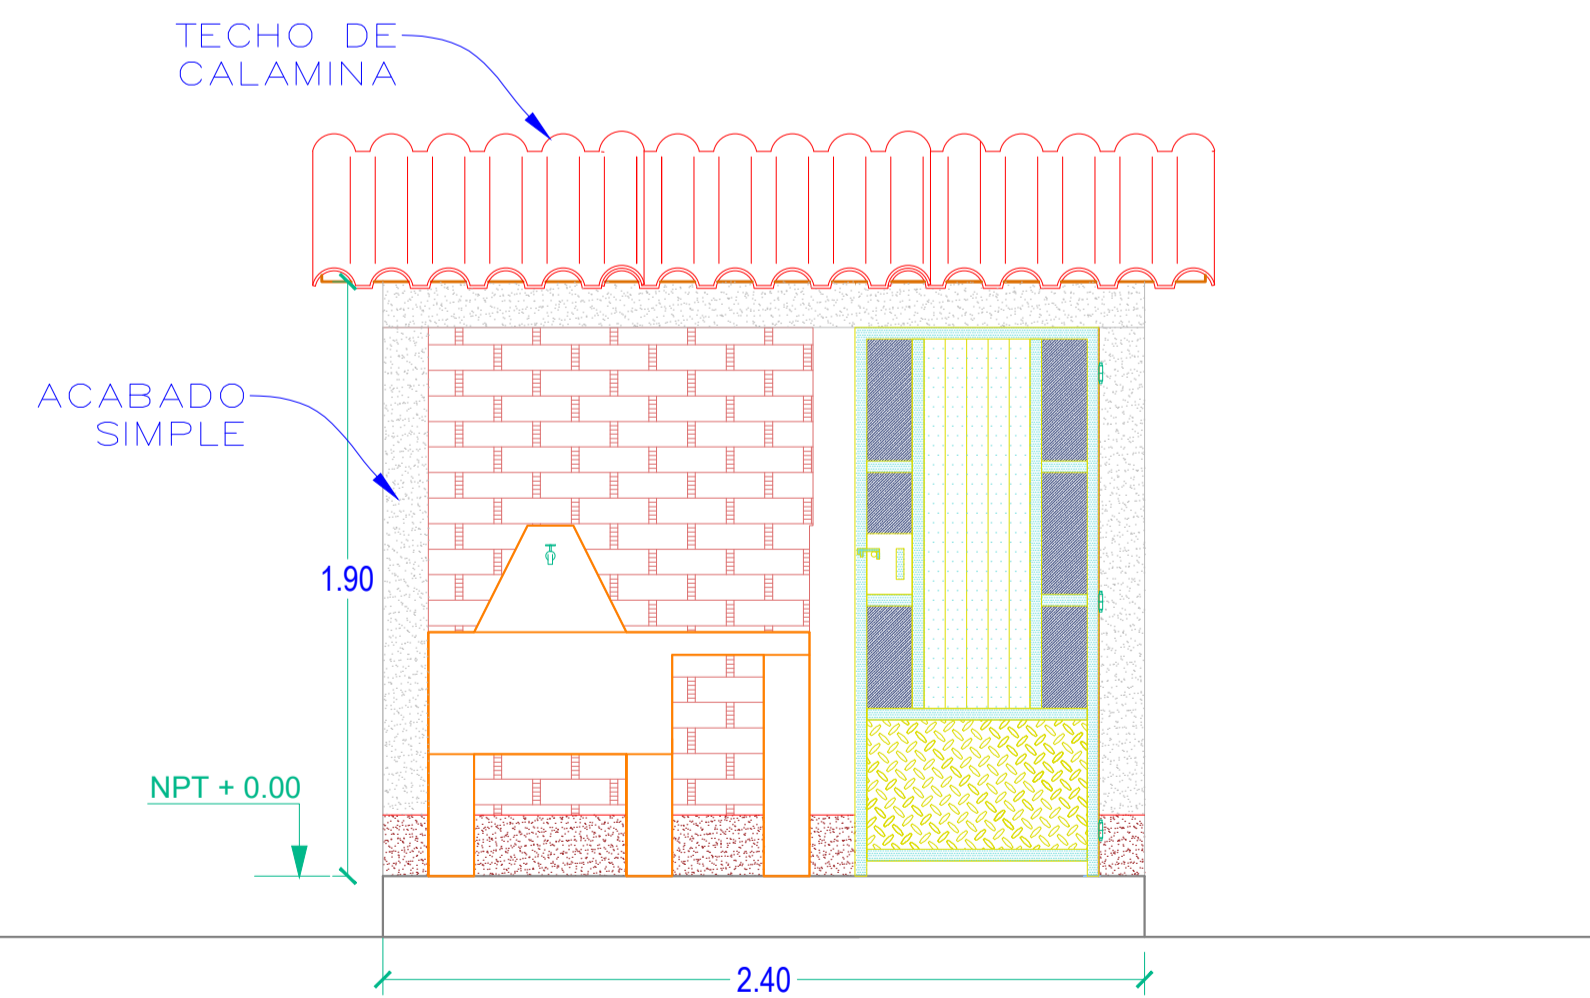 TECHO DE
CALAMINA
ACABADO
SIMPLE
1.90
NPT + 0.00
2.40